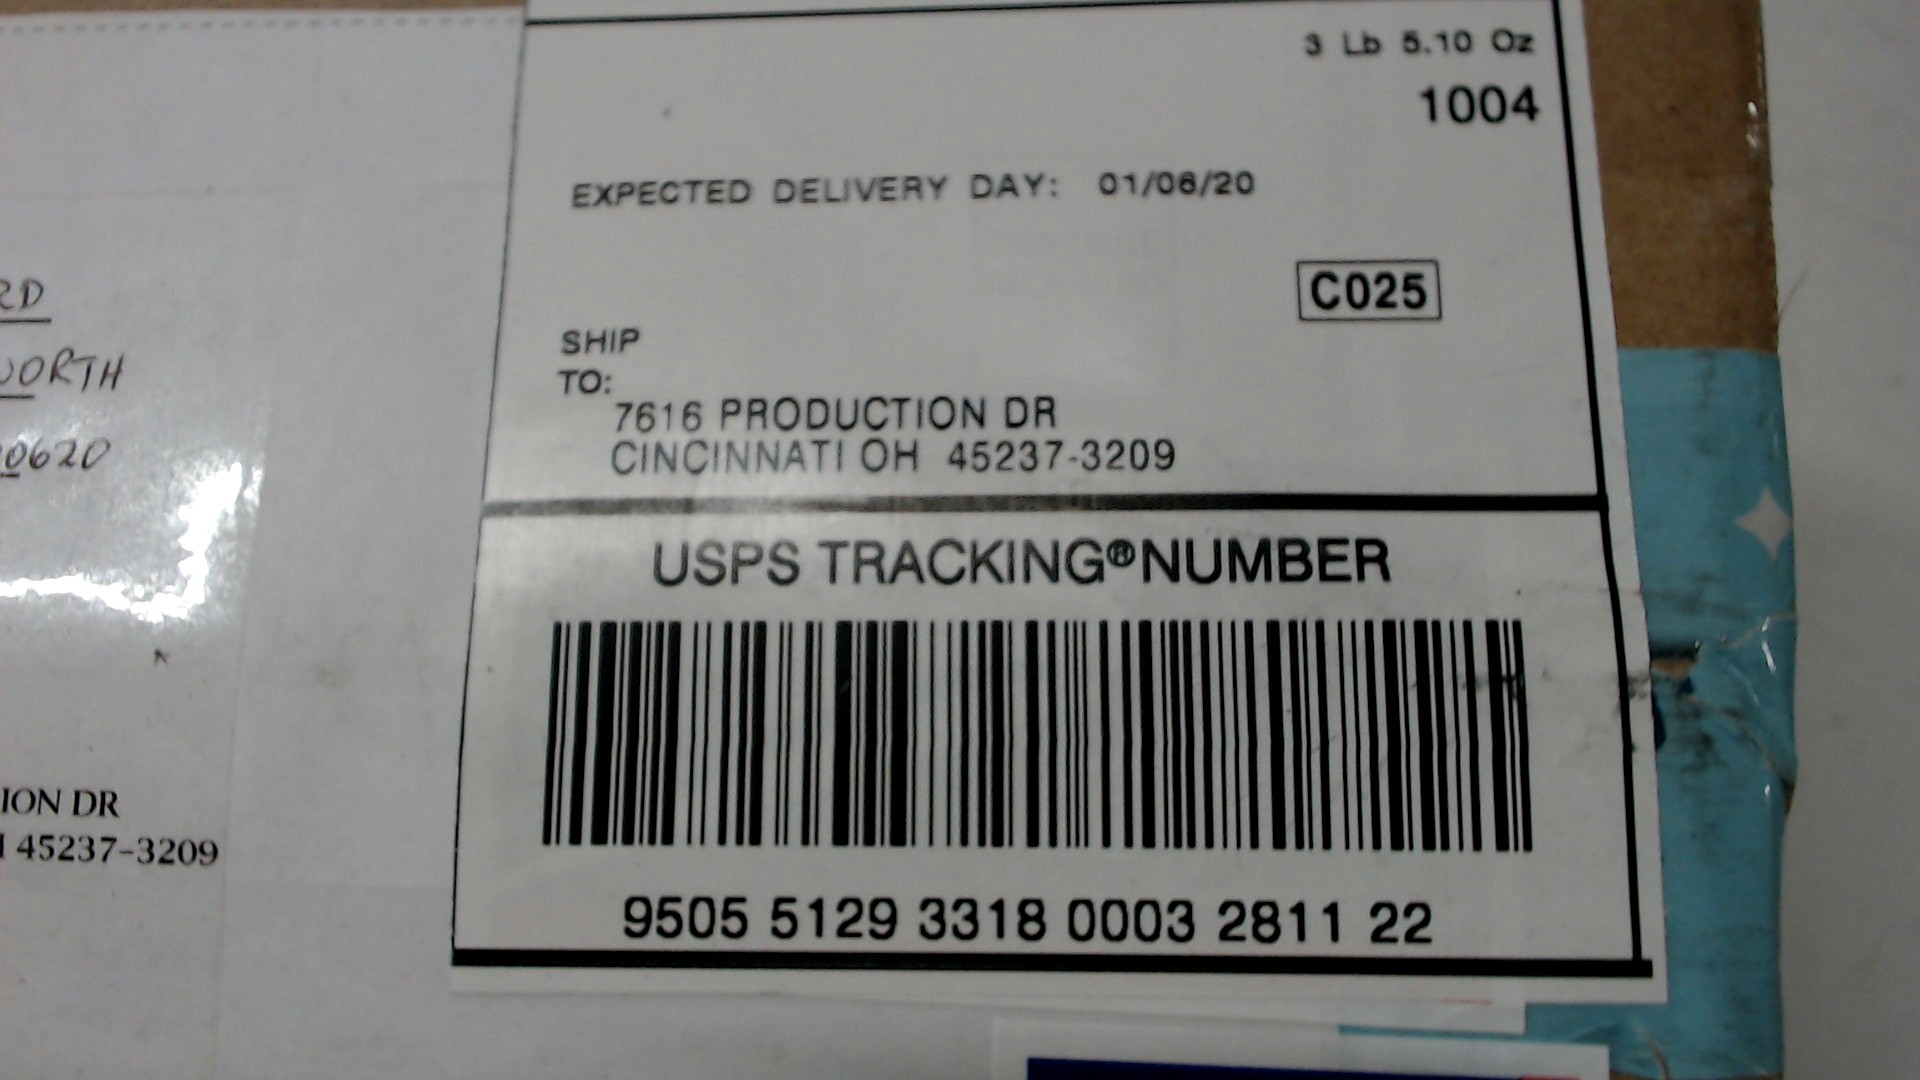 3 Lb 5.10 Oz
1004
EXPECTED DELIVERY DAY: 01/06/20
C025
SHIP
TO:
7616 PRODUCTION DR
CINCINNATI OH 45237-3209
USPS TRACKING®NUMBER
9505 5129 3318 0003 2811 22
RD
NORTH
0620
ION DR
45237-3209